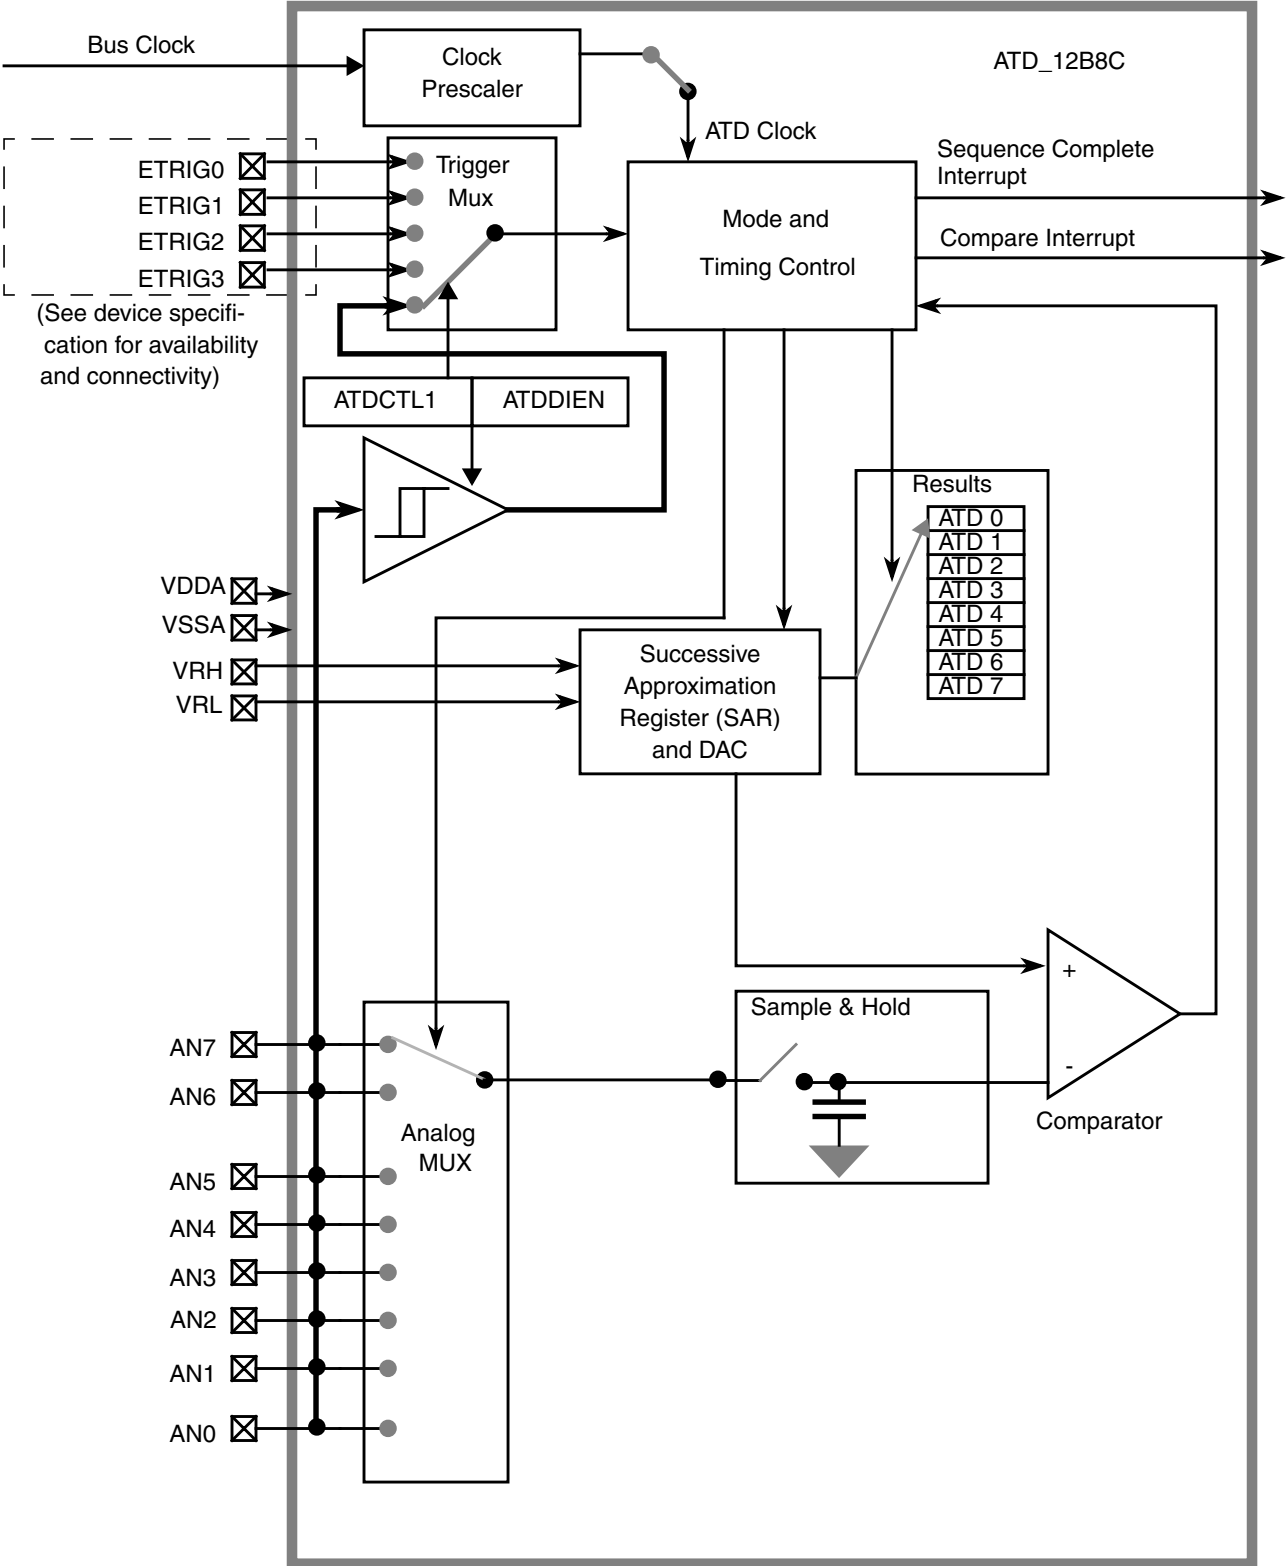 Bus Clock
Clock
Prescaler
ATD_12B8C
ATD Clock
ETRIG0
ETRIG1
ETRIG2
ETRIG3
(See device specifi-
cation for availability
and connectivity)
Trigger
Mux
Mode and
Timing Control
Sequence Complete
Interrupt
Compare Interrupt
ATDCTL1
ATDDIEN
Results
ATD 0
ATD 1
ATD 2
ATD 3
ATD 4
ATD 5
ATD 6
ATD 7
VDDA
VSSA
VRH
VRL
Successive
Approximation
Register (SAR)
and DAC
+
-
Comparator
Sample & Hold
AN7
AN6
AN5
AN4
AN3
AN2
AN1
AN0
Analog
MUX